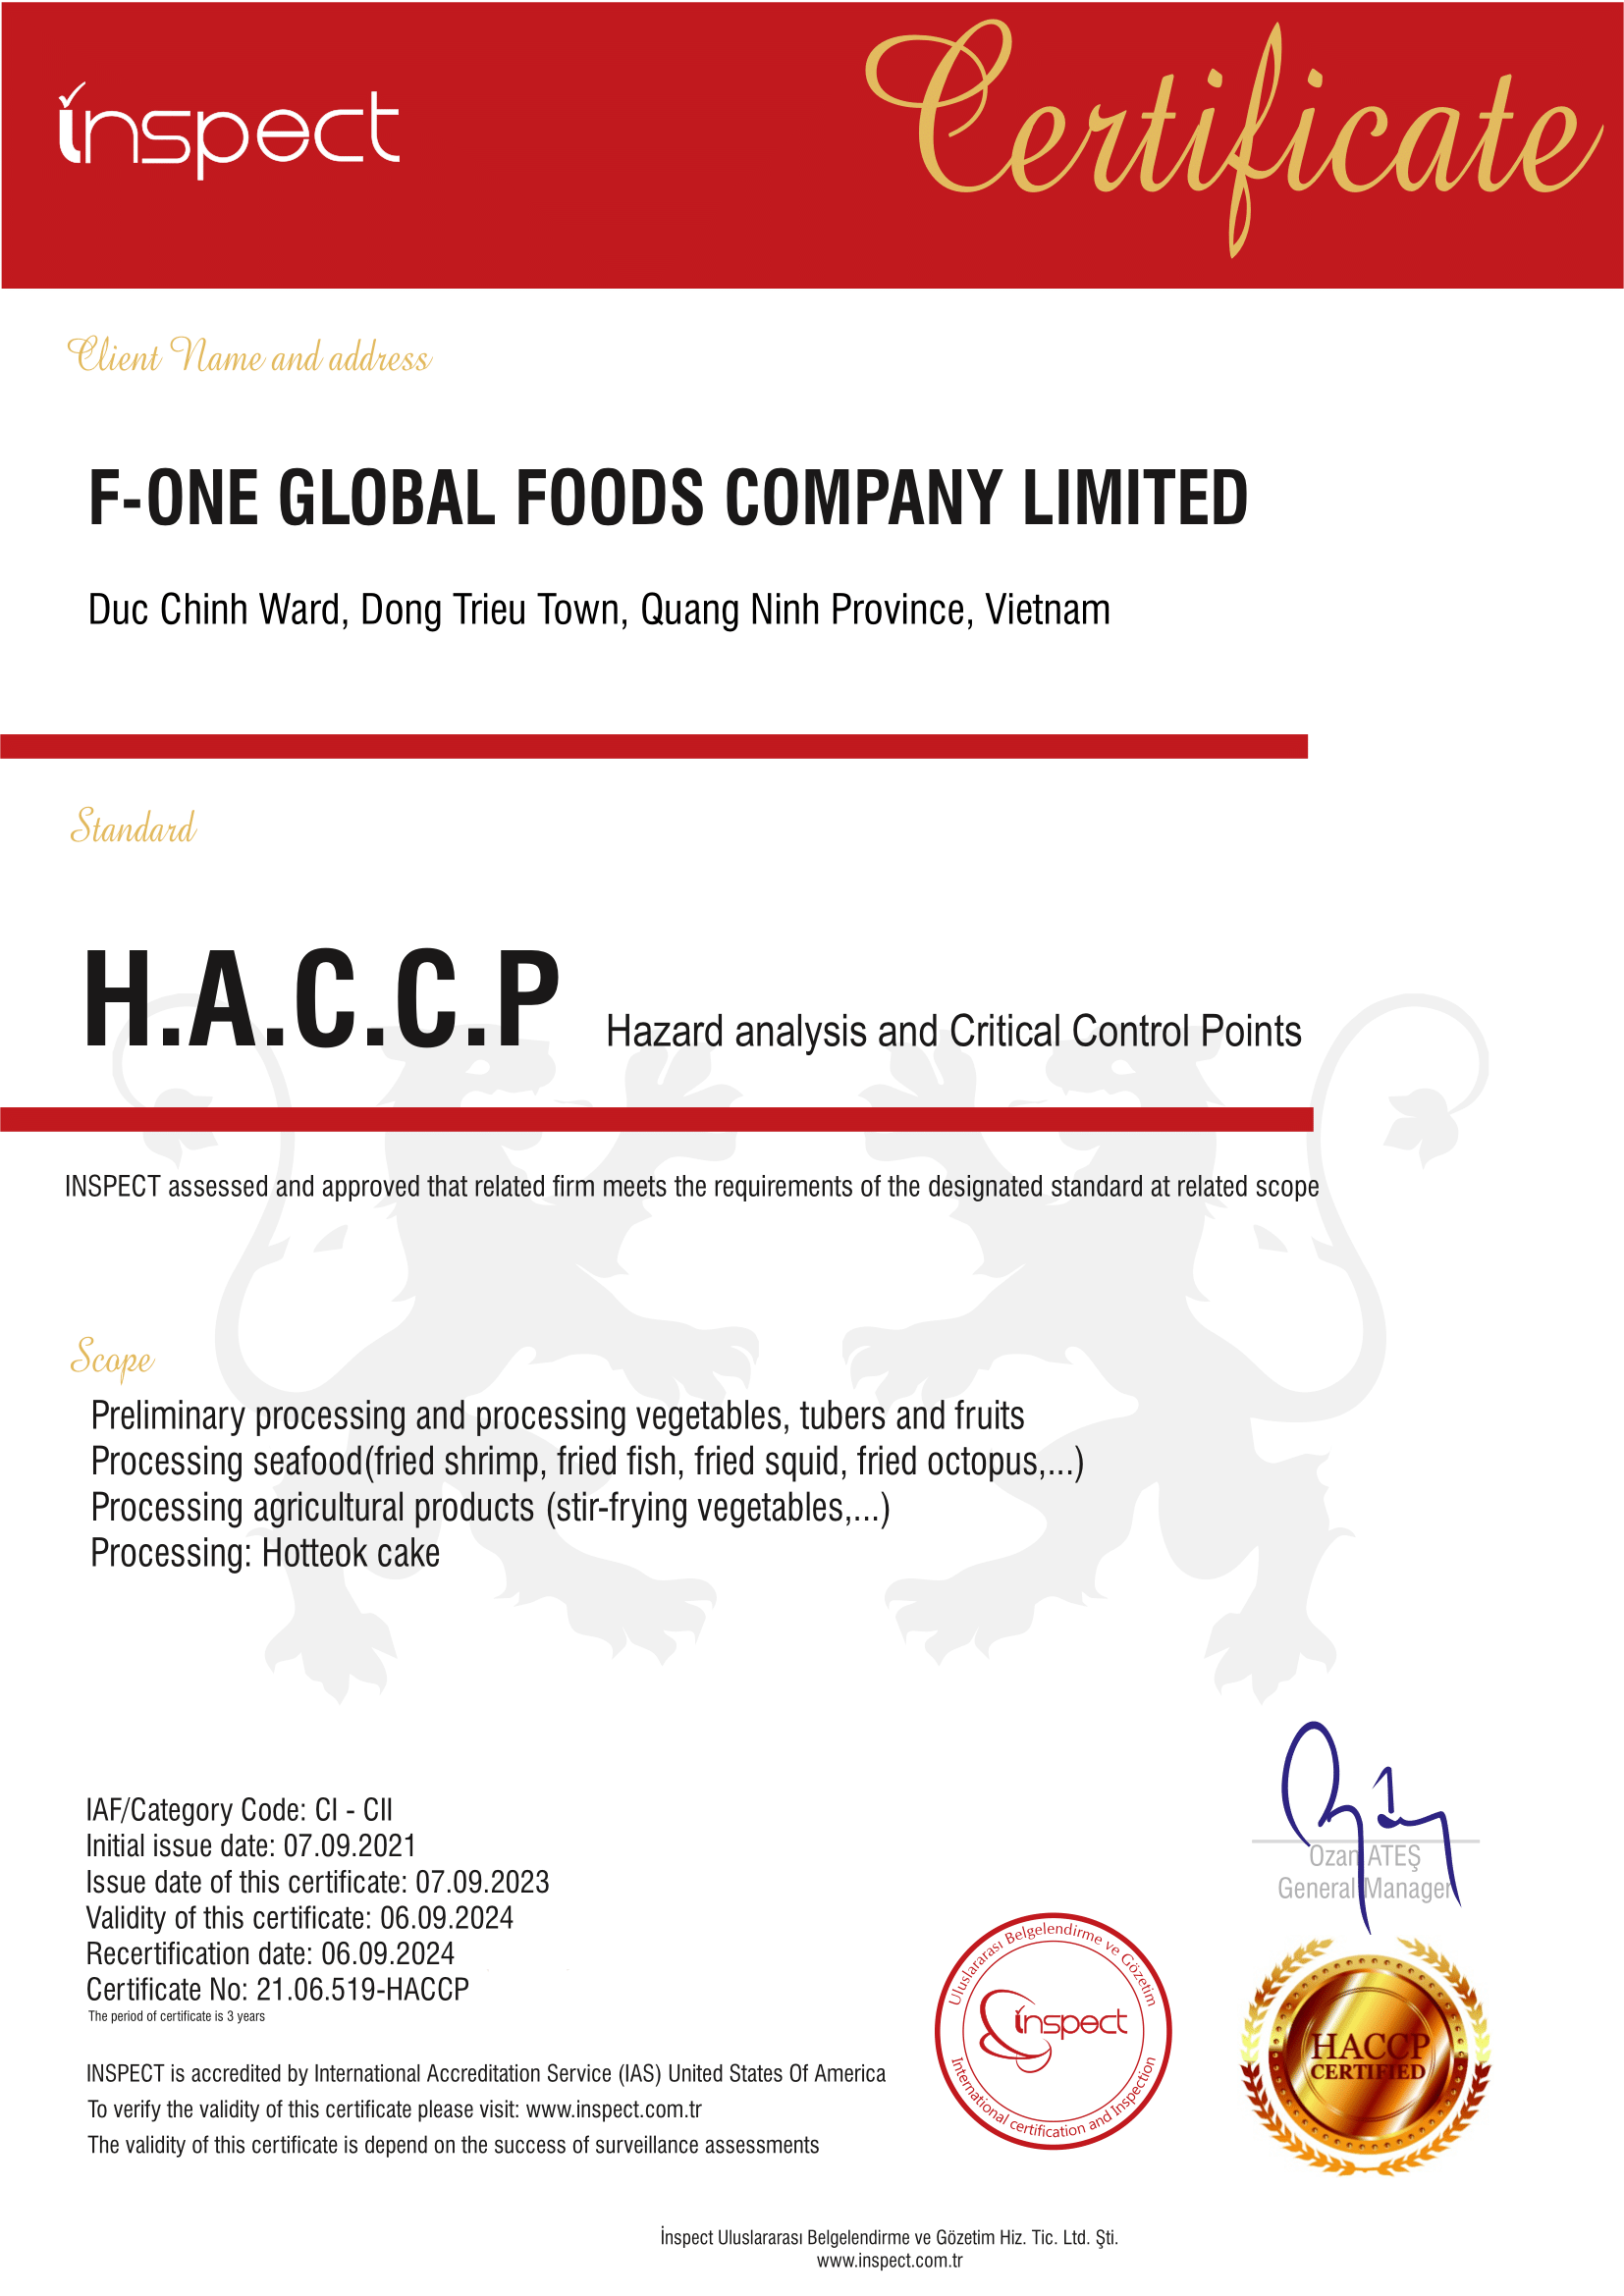 inspect
Certificate
Client Name and address
F-ONE GLOBAL FOODS COMPANY LIMITED
Duc Chinh Ward, Dong Trieu Town, Quang Ninh Province, Vietnam
Standard
H.A.C.C.P Hazard analysis and Critical Control Points
INSPECT assessed and approved that related firm meets the requirements of the designated standard at related scope
Scope
Preliminary processing and processing vegetables, tubers and fruits
Processing seafood(fried shrimp, fried fish, fried squid, fried octopus,...)
Processing agricultural products (stir-frying vegetables,...)
Processing: Hotteok cake
IAF/Category Code: CI - CII
Initial issue date: 07.09.2021
Issue date of this certificate: 07.09.2023
Validity of this certificate: 06.09.2024
Recertification date: 06.09.2024
Certificate No: 21.06.519-HACCP
The period of certificate is 3 years
Ozan ATEŞ
General Manager
INSPECT is accredited by International Accreditation Service (IAS) United States Of America
To verify the validity of this certificate please visit: www.inspect.com.tr
The validity of this certificate is depend on the success of surveillance assessments
Uluslararası Belgelendirme ve Gözetim
inspect
International certification and Inspection
HACCP
CERTIFIED
İnspect Uluslararası Belgelendirme ve Gözetim Hiz. Tic. Ltd. Şti.
www.inspect.com.tr